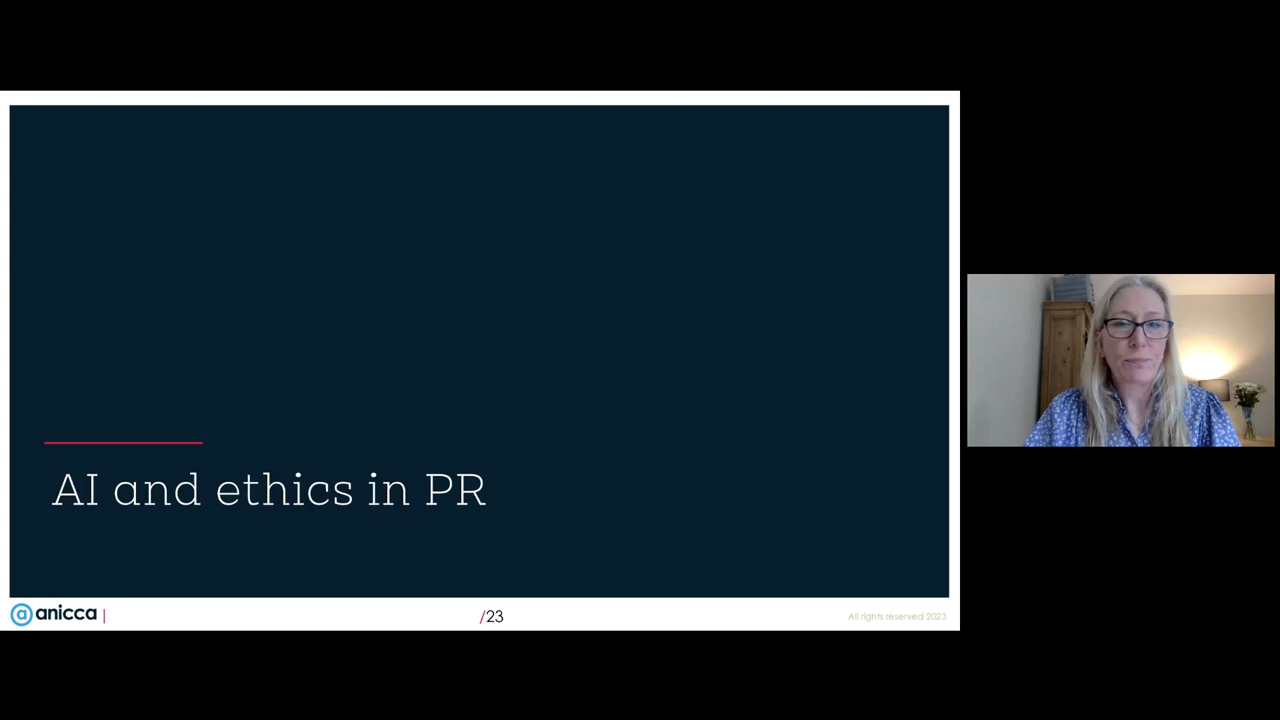 AI and ethics in PR
@anicca |
/23
All rights reserved 2023